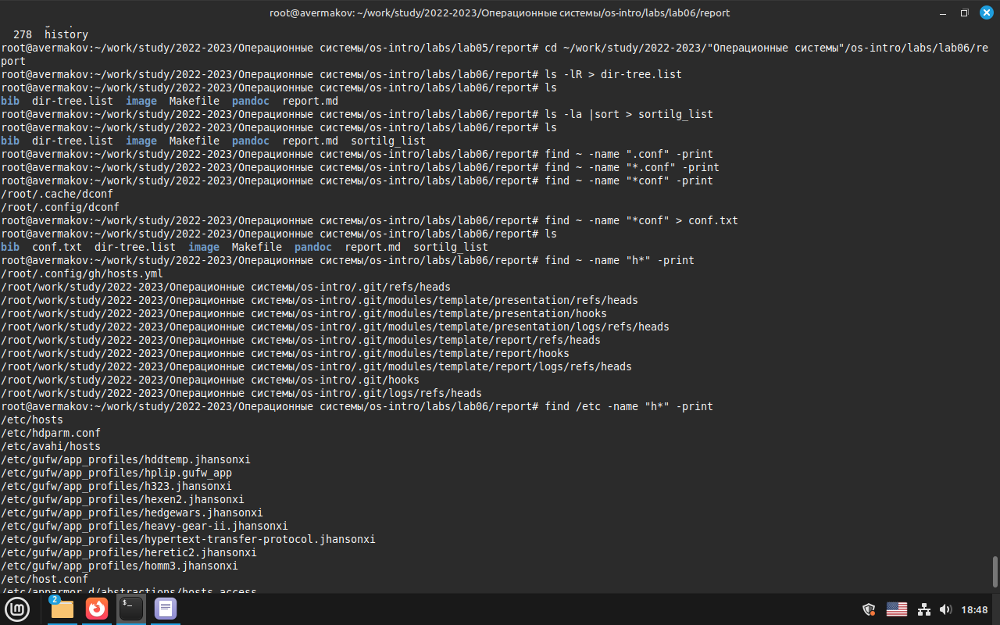 root@avermakov: ~/work/study/2022-2023/Операционные системы/os-intro/labs/lab06/report
278 history
root@avermakov:~/work/study/2022-2023/Операционные системы/os-intro/labs/lab05/report# cd ~/work/study/2022-2023/"Операционные системы"/os-intro/labs/lab06/re
port
root@avermakov:~/work/study/2022-2023/Операционные системы/os-intro/labs/lab06/report# ls -lR > dir-tree.list
root@avermakov:~/work/study/2022-2023/Операционные системы/os-intro/labs/lab06/report# ls
bib dir-tree.list image Makefile pandoc report.md
root@avermakov:~/work/study/2022-2023/Операционные системы/os-intro/labs/lab06/report# ls -la |sort > sortilg_list
root@avermakov:~/work/study/2022-2023/Операционные системы/os-intro/labs/lab06/report# ls
bib dir-tree.list image Makefile pandoc report.md sortilg_list
root@avermakov:~/work/study/2022-2023/Операционные системы/os-intro/labs/lab06/report# find ~ -name ".conf" -print
root@avermakov:~/work/study/2022-2023/Операционные системы/os-intro/labs/lab06/report# find ~ -name "*.conf" -print
root@avermakov:~/work/study/2022-2023/Операционные системы/os-intro/labs/lab06/report# find ~ -name "*conf" -print
/root/.cache/dconf
/root/.config/dconf
root@avermakov:~/work/study/2022-2023/Операционные системы/os-intro/labs/lab06/report# find ~ -name "*conf" > conf.txt
root@avermakov:~/work/study/2022-2023/Операционные системы/os-intro/labs/lab06/report# ls
bib conf.txt dir-tree.list image Makefile pandoc report.md sortilg_list
root@avermakov:~/work/study/2022-2023/Операционные системы/os-intro/labs/lab06/report# find ~ -name "h*" -print
/root/.config/gh/hosts.yml
/root/work/study/2022-2023/Операционные системы/os-intro/.git/refs/heads
/root/work/study/2022-2023/Операционные системы/os-intro/.git/modules/template/presentation/refs/heads
/root/work/study/2022-2023/Операционные системы/os-intro/.git/modules/template/presentation/hooks
/root/work/study/2022-2023/Операционные системы/os-intro/.git/modules/template/presentation/logs/refs/heads
/root/work/study/2022-2023/Операционные системы/os-intro/.git/modules/template/report/refs/heads
/root/work/study/2022-2023/Операционные системы/os-intro/.git/modules/template/report/hooks
/root/work/study/2022-2023/Операционные системы/os-intro/.git/modules/template/report/logs/refs/heads
/root/work/study/2022-2023/Операционные системы/os-intro/.git/hooks
/root/work/study/2022-2023/Операционные системы/os-intro/.git/logs/refs/heads
root@avermakov:~/work/study/2022-2023/Операционные системы/os-intro/labs/lab06/report# find /etc -name "h*" -print
/etc/hosts
/etc/hdparm.conf
/etc/avahi/hosts
/etc/gufw/app_profiles/hddtemp.jhansonxi
/etc/gufw/app_profiles/hplip.gufw_app
/etc/gufw/app_profiles/h323.jhansonxi
/etc/gufw/app_profiles/hexen2.jhansonxi
/etc/gufw/app_profiles/hedgewars.jhansonxi
/etc/gufw/app_profiles/heavy-gear-ii.jhansonxi
/etc/gufw/app_profiles/hypertext-transfer-protocol.jhansonxi
/etc/gufw/app_profiles/heretic2.jhansonxi
/etc/gufw/app_profiles/homm3.jhansonxi
/etc/host.conf
/etc/apparmor.d/abstractions/hosts_access
2
18:48